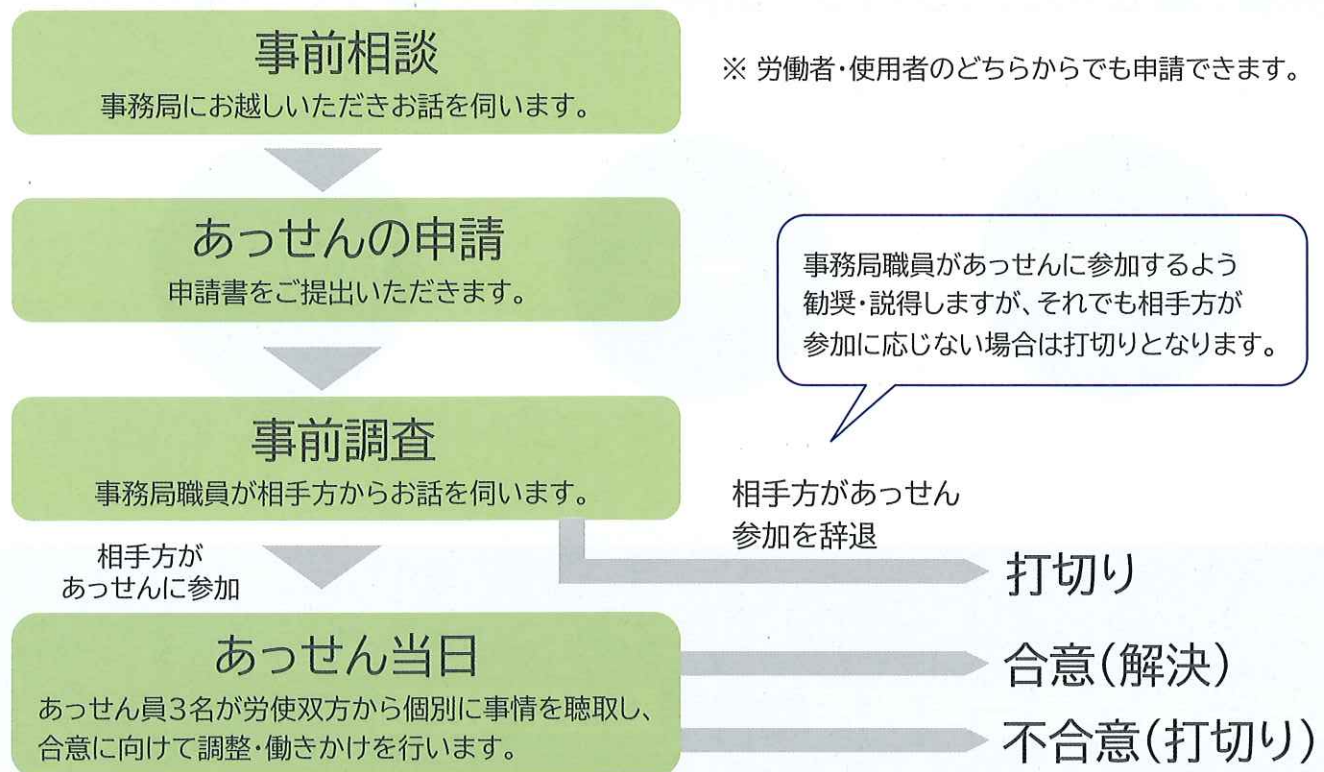 事前相談
事務局にお越しいただきお話を伺います。
※ 労働者・使用者のどちらからでも申請できます。
あっせんの申請
申請書をご提出いただきます。
事務局職員があっせんに参加するよう
勧奨・説得しますが、それでも相手方が
参加に応じない場合は打切りとなります。
事前調査
事務局職員が相手方からお話を伺います。
相手方があっせん
参加を辞退
相手方が
あっせんに参加
打切り
あっせん当日
あっせん員3名が労使双方から個別に事情を聴取し、
合意に向けて調整・働きかけを行います。
合意(解決)
不合意(打切り)